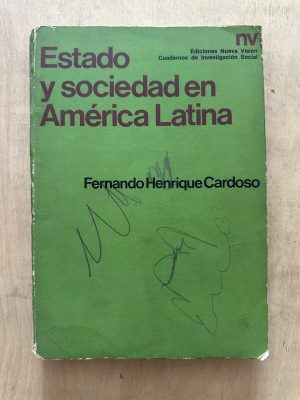 nv
Ediciones Nueva Visión
Cuadernos de Investigación Social
Estado
y sociedad en
América Latina
Fernando Henrique Cardoso